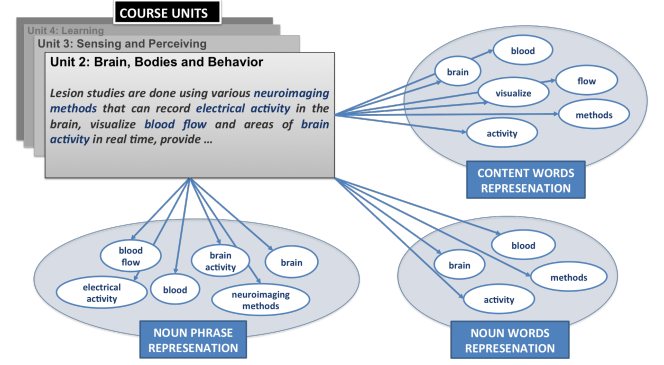 COURSE UNITS
Unit 4: Learning
Unit 3: Sensing and Perceiving
Unit 2: Brain, Bodies and Behavior
Lesion studies are done using various neuroimaging
methods that can record electrical activity in the
brain, visualize blood flow and areas of brain
activity in real time, provide ...
blood
brain
flow
visualize
methods
activity
CONTENT WORDS
REPRESENATION
blood
flow
brain
activity
brain
electrical
activity
blood
neuroimaging
methods
NOUN PHRASE
REPRESENATION
blood
brain
methods
activity
NOUN WORDS
REPRESENATION